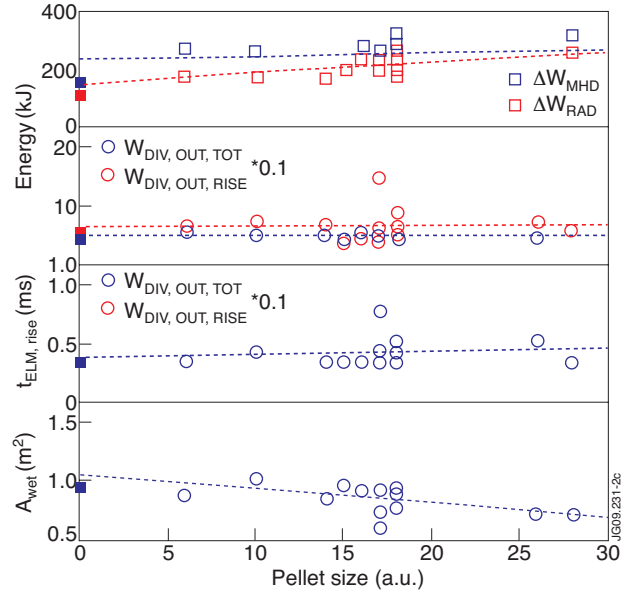 400
200
0
Energy (kJ)
ΔW_MHD
ΔW_RAD
20
10
5
1.0
W_DIV, OUT, TOT
W_DIV, OUT, RISE *0.1
t_ELM, rise (ms)
0.5
0
W_DIV, OUT, TOT
W_DIV, OUT, RISE *0.1
A_wet (m²)
1.5
1.0
0.5
0 5 10 15 20 25 30
Pellet size (a.u.)
JG09.231-2c